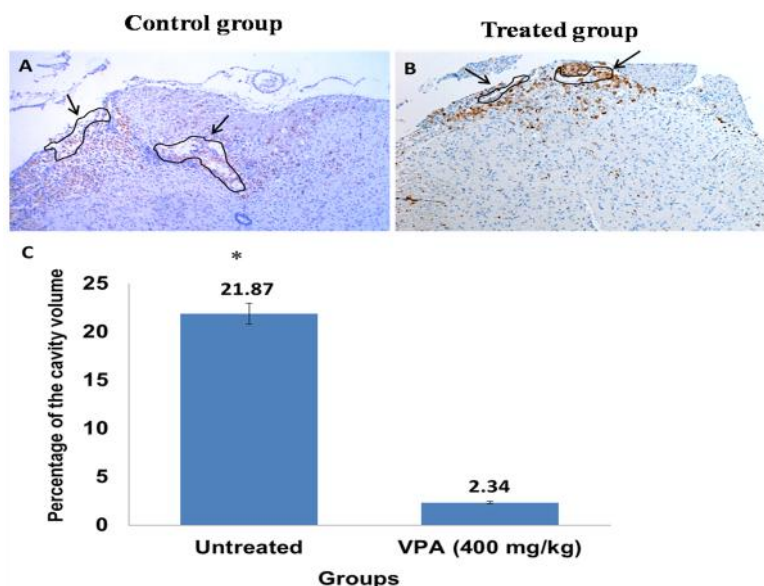 Control group
Treated group
A
B
C
*
21.87
2.34
25
20
15
10
5
0
Percentage of the cavity volume
Untreated
VPA (400 mg/kg)
Groups